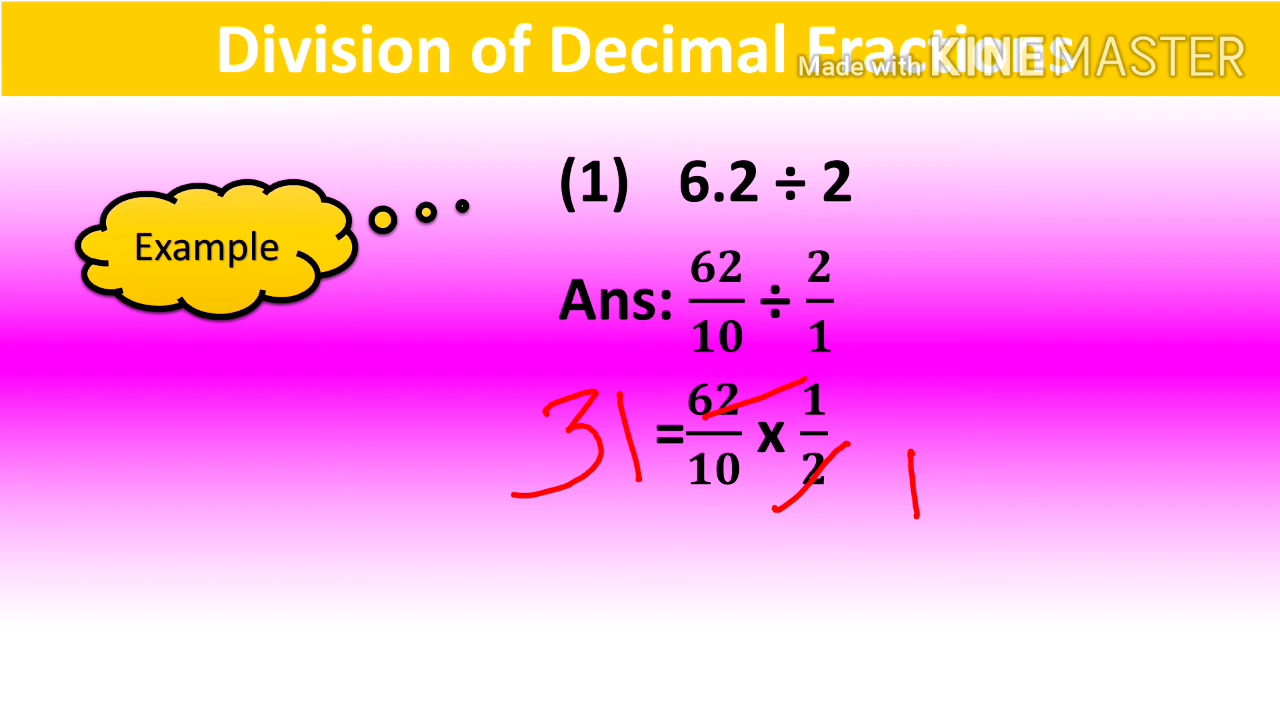 Division of Decimal Fractions
Made with KINEMASTER
(1) 6.2 ÷ 2
Example
Ans: 62/10 ÷ 2/1
31 = 62/10 x 1/2 1